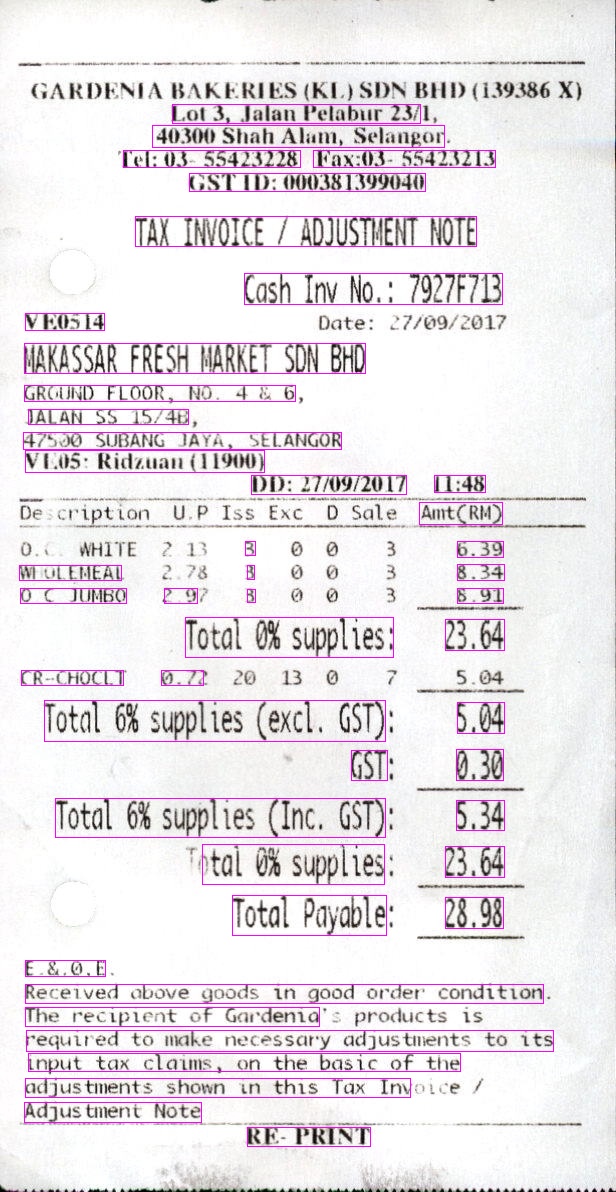 GARDENIA BAKERIES (KL) SDN BHD (139386 X)
Lot 3, Jalan Pelabur 23/1,
40300 Shah Alam, Selangor.
Tel: 03- 55423228 Fax:03- 55423213
GST ID: 000381399040
TAX INVOICE / ADJUSTMENT NOTE
Cash Inv No.: 7927F713
VE0514 Date: 27/09/2017
MAKASSAR FRESH MARKET SDN BHD
GROUND FLOOR, NO. 4 & 6,
JALAN SS 15/4B,
47500 SUBANG JAYA, SELANGOR
VE05: Ridzuan (11900)
DD: 27/09/2017 11:48
Description U.P Iss Exc D Sale Amt(RM)
O.C. WHITE 2.13 3 0 0 3 6.39
WHOLEMEAL 2.78 3 0 0 3 8.34
O C JUMBO 2.97 3 0 0 3 8.91
Total 0% supplies: 23.64
CR-CHOCLT 0.72 20 13 0 7 5.04
Total 6% supplies (excl. GST): 5.04
GST: 0.30
Total 6% supplies (Inc. GST): 5.34
Total 0% supplies: 23.64
Total Payable: 28.98
E.&.O.E.
Received above goods in good order condition.
The recipient of Gardenia's products is
required to make necessary adjustments to its
input tax claims, on the basic of the
adjustments shown in this Tax Invoice /
Adjustment Note
RE- PRINT